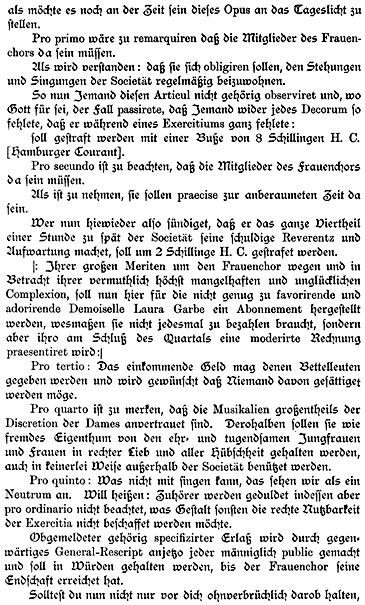 als möchte es noch an der Zeit sein dieses Opus an das Tageslicht zu
stellen.
Pro primo wäre zu remarquiren daß die Mitglieder des Frauen-
chors da sein müssen.
Als wird verstanden: daß sie sich obligiren sollen, den Stehungen
und Singungen der Societät regelmäßig beizuwohnen.
So nun Jemand diesen Articul nicht gehörig observiret und, wo
Gott für sei, der Fall passirete, daß Jemand wider jedes Decorum so
fehlete, daß er während eines Exercitiums ganz fehlete:
soll gestraft werden mit einer Buße von 8 Schillingen H. C.
[Hamburger Courant].
Pro secundo ist zu beachten, daß die Mitglieder des Frauenchors
da sein müssen.
Als ist zu nehmen, sie sollen praecise zur anberaumeten Zeit da
sein.
Wer nun hiewieder also sündiget, daß er das ganze Viertheil
einer Stunde zu spät der Societät seine schuldige Reverentz und
Aufwartung machet, soll um 2 Schillinge H. C. gestrafet werden.
|: Ihrer großen Meriten um den Frauenchor wegen und in
Betracht ihrer vermuthlich höchst mangelhaften und unglücklichen
Complexion, soll nun hier für die nicht genug zu favorirende und
adorirende Demoiselle Laura Garbe ein Abonnement hergestellt
werden, wesmaßen sie nicht jedesmal zu bezahlen braucht, sondern
aber ihro am Schluß des Quartals eine moderirte Rechnung
praesentiret wird:|
Pro tertio: Das einkommende Geld mag denen Bettelleuten
gegeben werden und wird gewünscht daß Niemand davon gesättiget
werden möge.
Pro quarto ist zu merken, daß die Musikalien großentheils der
Discretion der Dames anvertrauet sind. Derohalben sollen sie wie
fremdes Eigenthum von den ehr- und tugendsamen Jungfrauen
und Frauen in rechter Lieb und aller Hübschheit gehalten werden,
auch in keinerlei Weise außerhalb der Societät benützet werden.
Pro quinto: Was nicht mit singen kann, das sehen wir als ein
Neutrum an. Will heißen: Zuhörer werden geduldet indessen aber
pro ordinario nicht beachtet, was Gestalt sonsten die rechte Nutzbarkeit
der Exercitia nicht beschaffet werden möchte.
Obgemeldeter gehörig specifizirter Erlaß wird durch gegen-
wärtiges General-Rescript anjetzo jeder männiglich public gemacht
und soll in Würden gehalten werden, bis der Frauenchor seine
Endschaft erreichet hat.
Solltest du nun nicht nur vor dich ohnverbrüchlich darob halten,